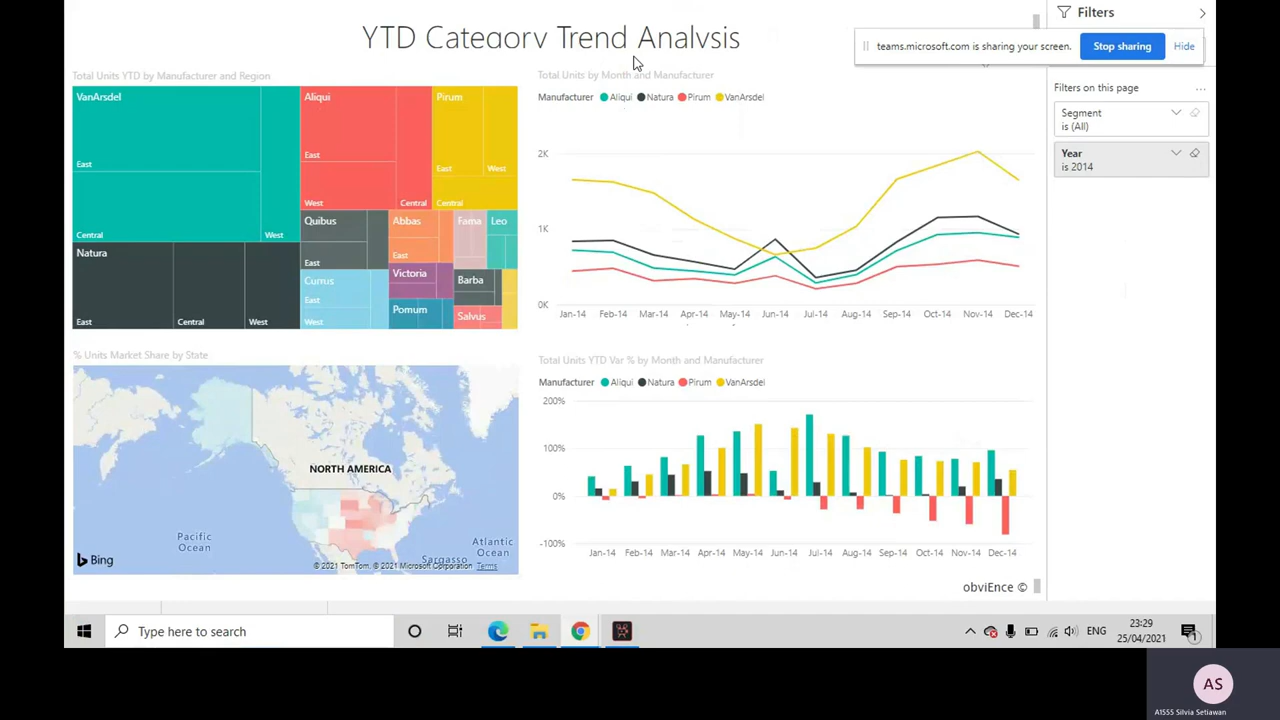 YTD Category Trend Analysis
Filters
teams.microsoft.com is sharing your screen.
Stop sharing
Hide
Total Units YTD by Manufacturer and Region
VanArsdel
East
Central
West
Aliqui
East
West
Central
Pirum
East
West
Central
Natura
East
Central
West
Quibus
East
Currus
East
West
Abbas
East
Victoria
Pomum
Fama
Leo
Barba
Salvus
Total Units by Month and Manufacturer
Manufacturer Aliqui Natura Pirum VanArsdel
2K
1K
0K
Jan-14 Feb-14 Mar-14 Apr-14 May-14 Jun-14 Jul-14 Aug-14 Sep-14 Oct-14 Nov-14 Dec-14
Filters on this page
...
Segment
is (All)
Year
is 2014
% Units Market Share by State
NORTH AMERICA
Pacific
Ocean
Atlantic
Ocean
Sargasso
Bing
© 2021 TomTom, © 2021 Microsoft Corporation Terms
Total Units YTD Var % by Month and Manufacturer
Manufacturer Aliqui Natura Pirum VanArsdel
200%
100%
0%
-100%
Jan-14 Feb-14 Mar-14 Apr-14 May-14 Jun-14 Jul-14 Aug-14 Sep-14 Oct-14 Nov-14 Dec-14
obviEnce ©
Type here to search
ENG
23:29
25/04/2021
1
AS
A1555 Silvia Setiawan